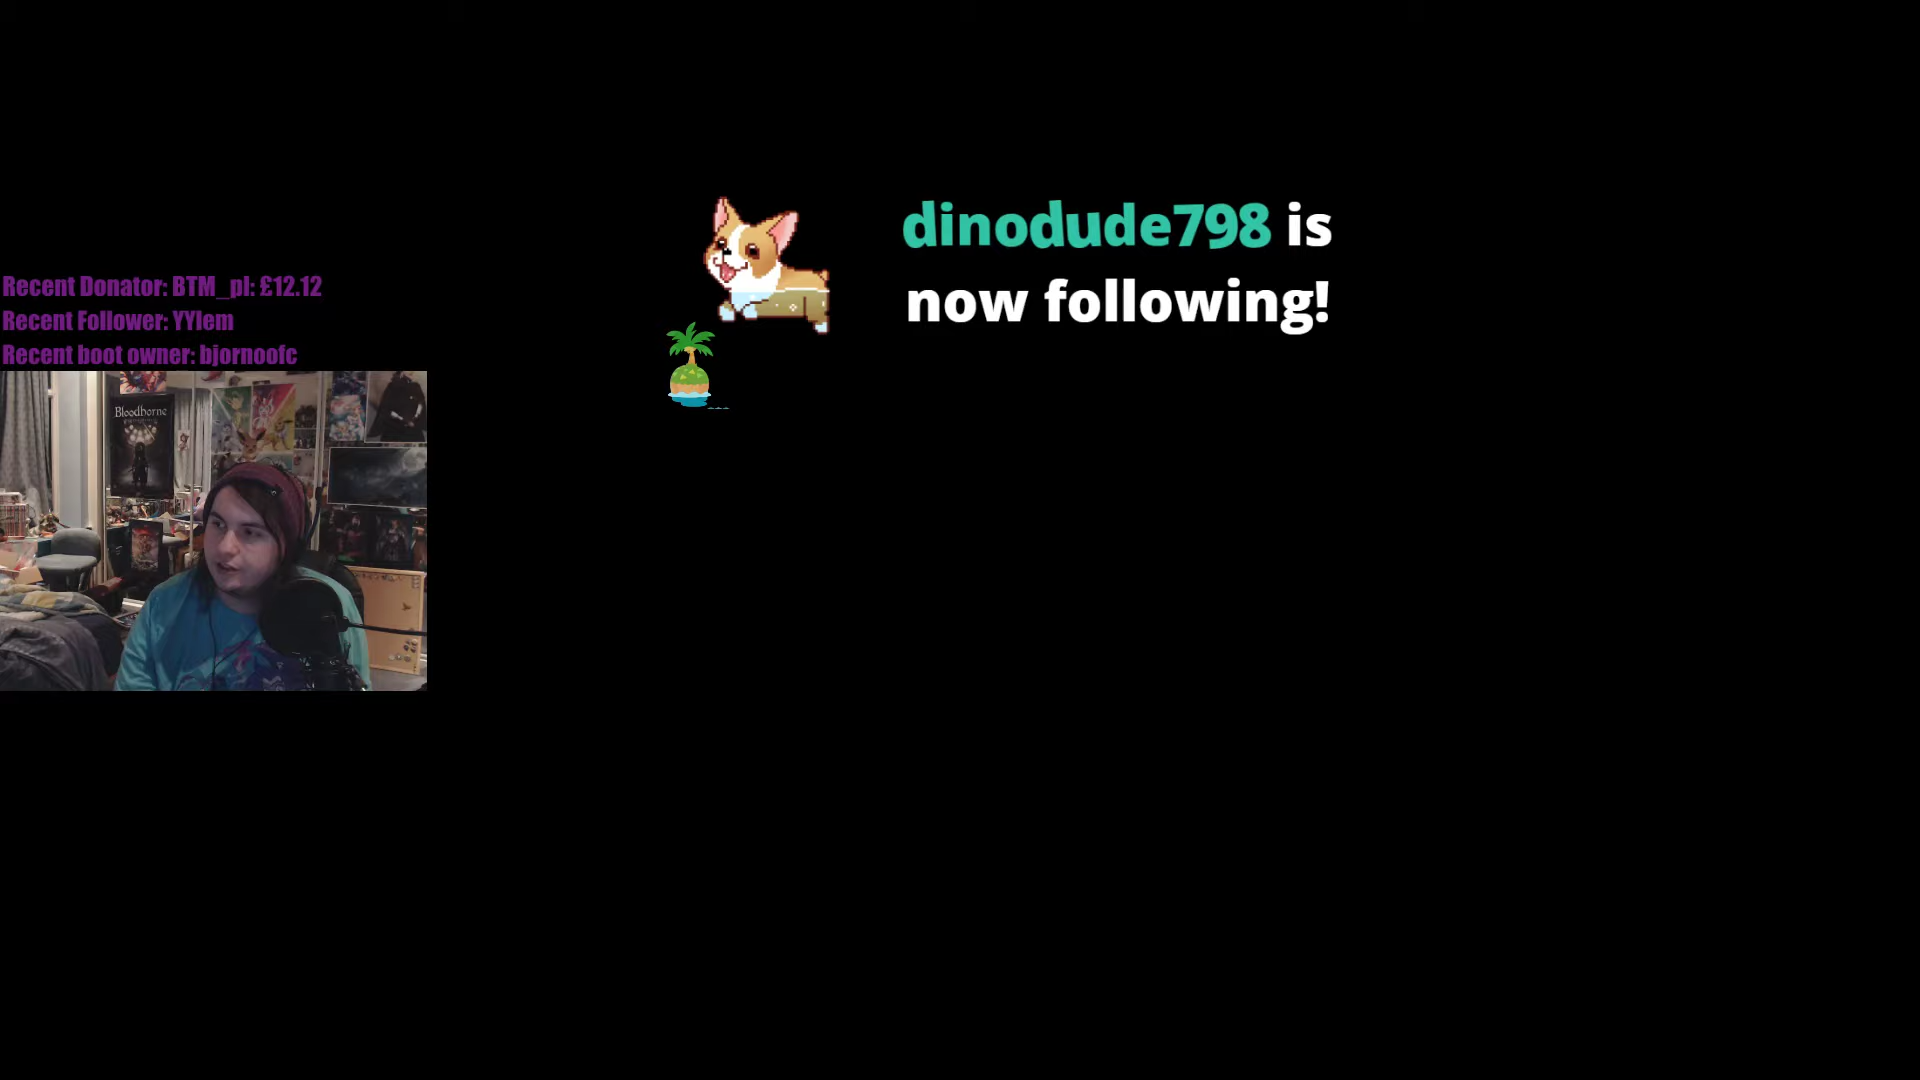 dinodude798 is
now following!
Recent Donator: BTM_pl: £12.12
Recent Follower: YYlem
Recent boot owner: bjornoofc
Bloodborne